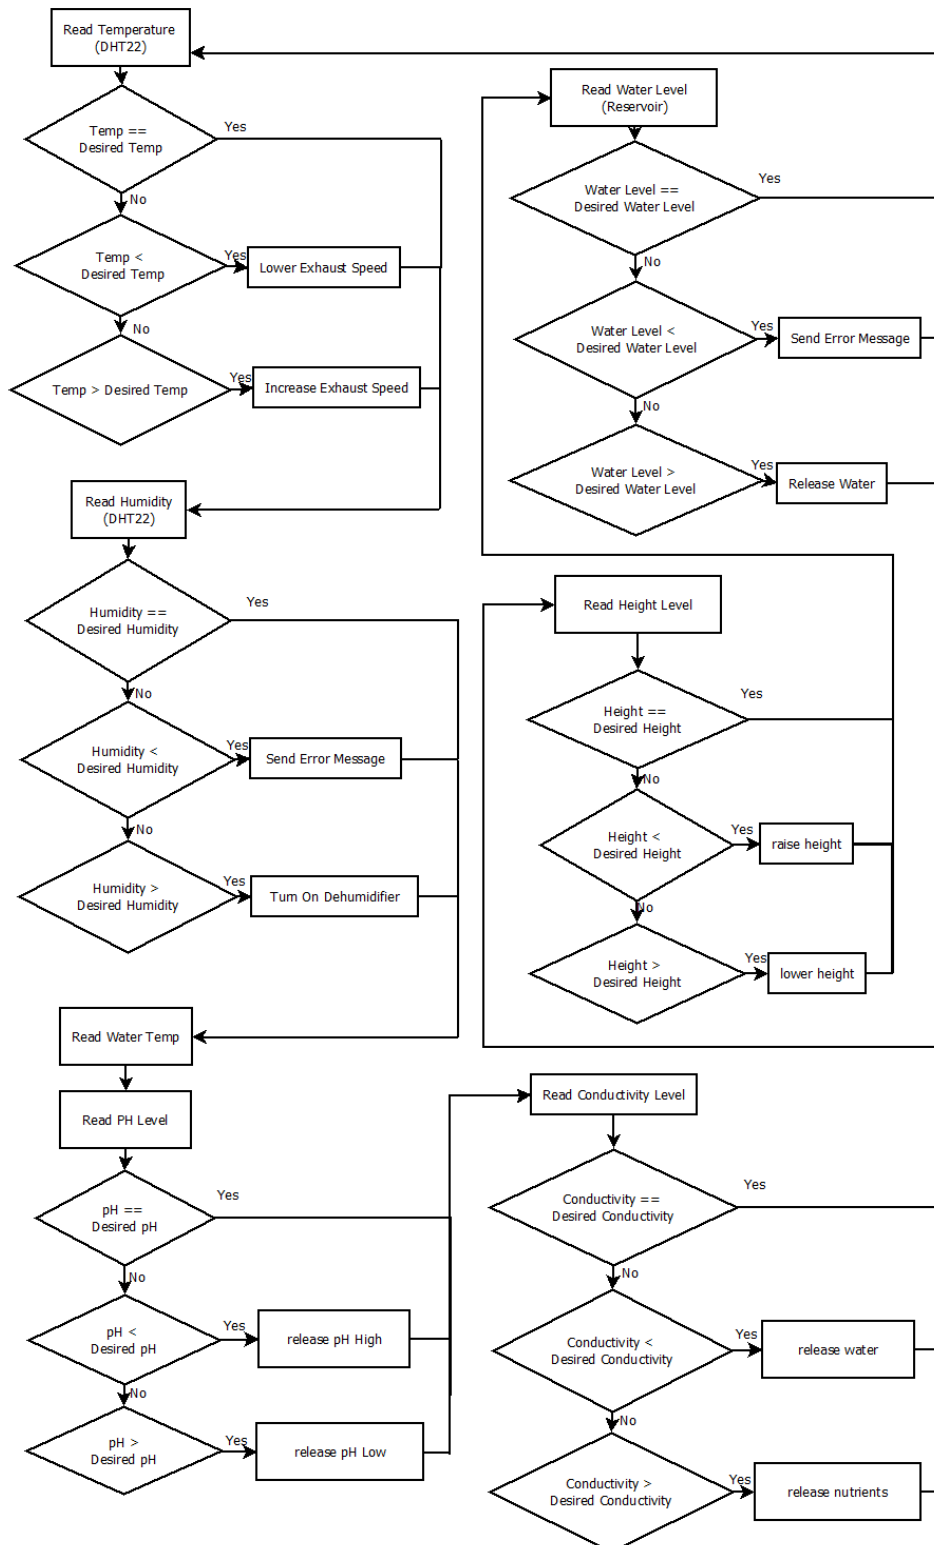 Read Temperature
(DHT22)
Temp ==
Desired Temp
Yes
No
Temp <
Desired Temp
Yes
Lower Exhaust Speed
No
Temp > Desired Temp
Yes
Increase Exhaust Speed
Read Humidity
(DHT22)
Humidity ==
Desired Humidity
Yes
No
Humidity <
Desired Humidity
Yes
Send Error Message
No
Humidity >
Desired Humidity
Yes
Turn On Dehumidifier
Read Water Temp
Read PH Level
pH ==
Desired pH
Yes
No
pH <
Desired pH
Yes
release pH High
No
pH >
Desired pH
Yes
release pH Low
Read Water Level
(Reservoir)
Water Level ==
Desired Water Level
Yes
No
Water Level <
Desired Water Level
Yes
Send Error Message
No
Water Level >
Desired Water Level
Yes
Release Water
Read Height Level
Height ==
Desired Height
Yes
No
Height <
Desired Height
Yes
raise height
No
Height >
Desired Height
Yes
lower height
Read Conductivity Level
Conductivity ==
Desired Conductivity
Yes
No
Conductivity <
Desired Conductivity
Yes
release water
No
Conductivity >
Desired Conductivity
Yes
release nutrients